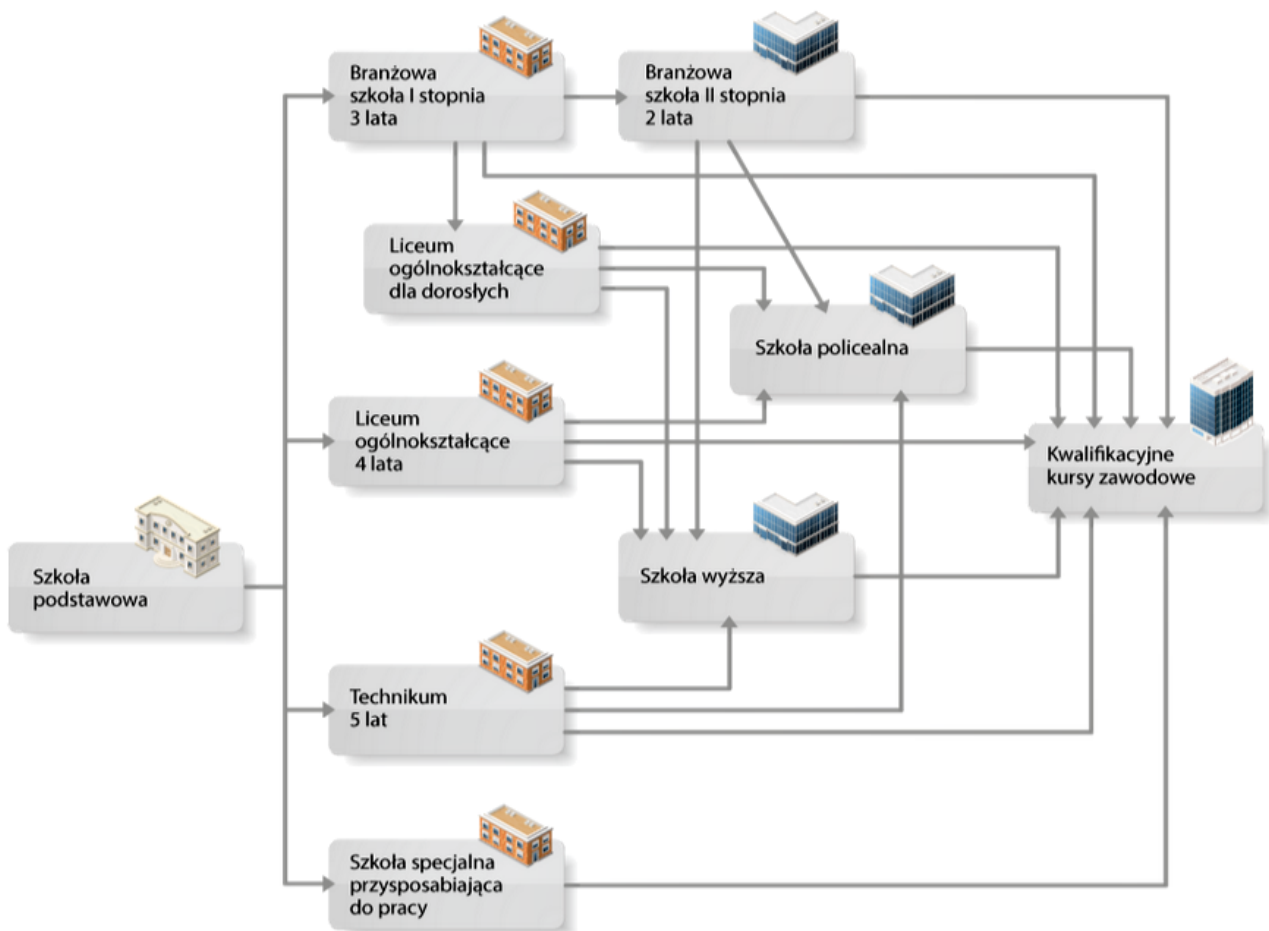 Branżowa
szkoła I stopnia
3 lata
Branżowa
szkoła II stopnia
2 lata
Liceum
ogólnokształcące
dla dorosłych
Szkoła policealna
Liceum
ogólnokształcące
4 lata
Kwalifikacyjne
kursy zawodowe
Szkoła
podstawowa
Szkoła wyższa
Technikum
5 lat
Szkoła specjalna
przysposabiająca
do pracy